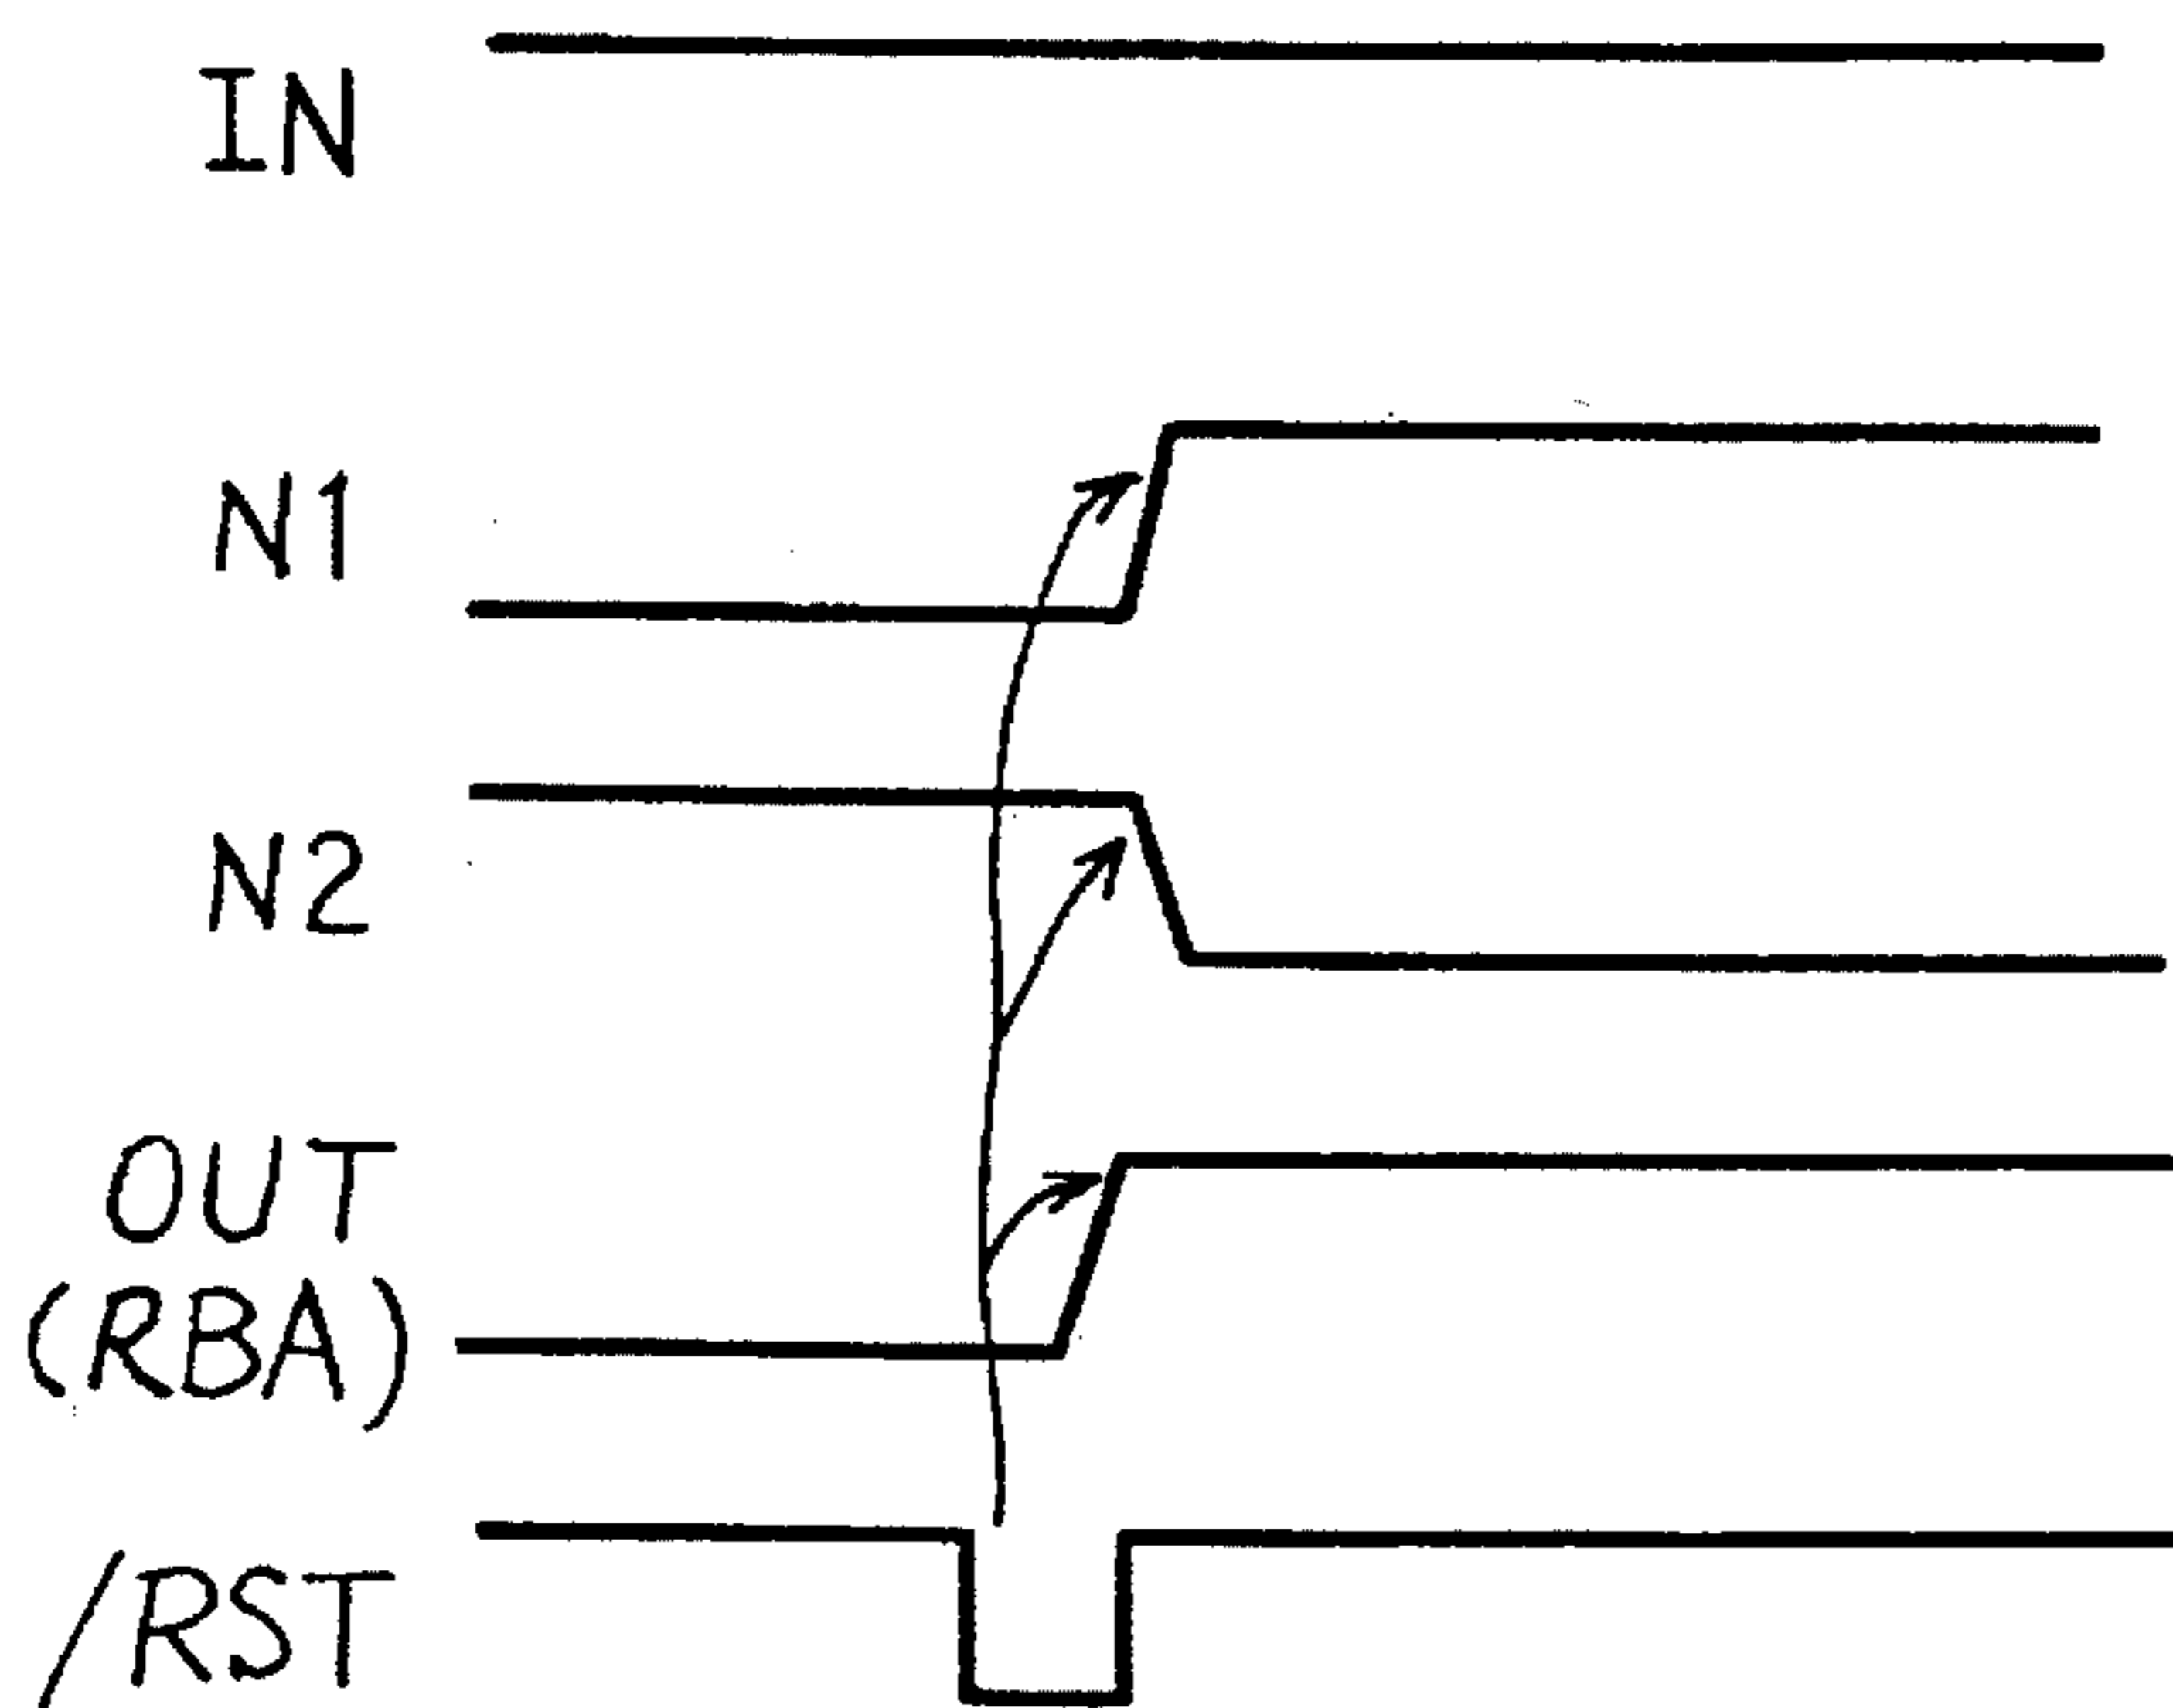 IN
N1
N2
OUT
(RBA)
/RST